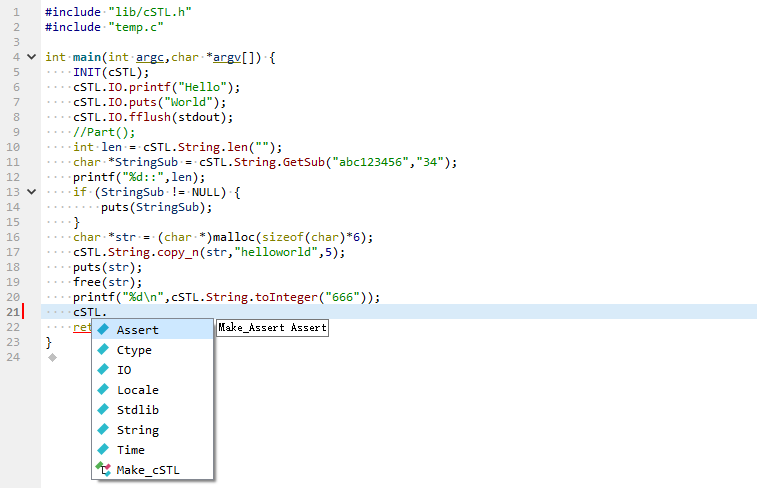 1 #include "lib/cSTL.h"
2 #include "temp.c"
3
4 int main(int argc,char *argv[]) {
5 INIT(cSTL);
6 cSTL.IO.printf("Hello");
7 cSTL.IO.puts("World");
8 cSTL.IO.fflush(stdout);
9 //Part();
10 int len = cSTL.String.len("");
11 char *StringSub = cSTL.String.GetSub("abc123456","34");
12 printf("%d::",len);
13 if (StringSub != NULL) {
14 puts(StringSub);
15 }
16 char *str = (char *)malloc(sizeof(char)*6);
17 cSTL.String.copy_n(str,"helloworld",5);
18 puts(str);
19 free(str);
20 printf("%d\n",cSTL.String.toInteger("666"));
21 cSTL.
22 ret
Assert Make_Assert Assert
Ctype
IO
Locale
Stdlib
String
Time
Make_cSTL
23 }
24